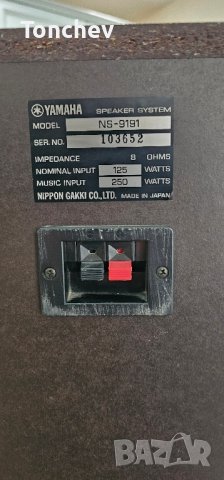 Tonchev
YAMAHA SPEAKER SYSTEM
MODEL NS-9191
SER.NO. 103652
IMPEDANCE 8 OHMS
NOMINAL INPUT 125 WATTS
MUSIC INPUT 250 WATTS
NIPPON GAKKI CO., LTD. MADE IN JAPAN
bazar